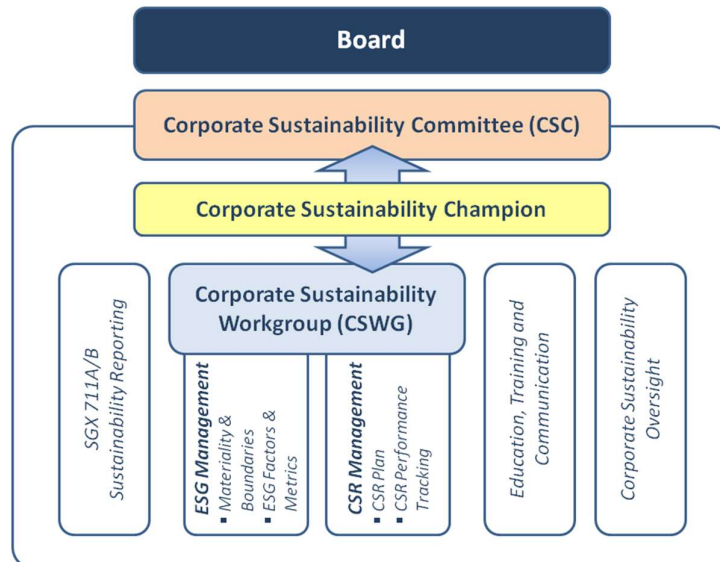 Board
Corporate Sustainability Committee (CSC)
Corporate Sustainability Champion
Corporate Sustainability
Workgroup (CSWG)
SGX 711A/B
Sustainability Reporting
ESG Management
▪ Materiality &
Boundaries
▪ ESG Factors &
Metrics
CSR Management
▪ CSR Plan
▪ CSR Performance
Tracking
Education, Training and
Communication
Corporate Sustainability
Oversight